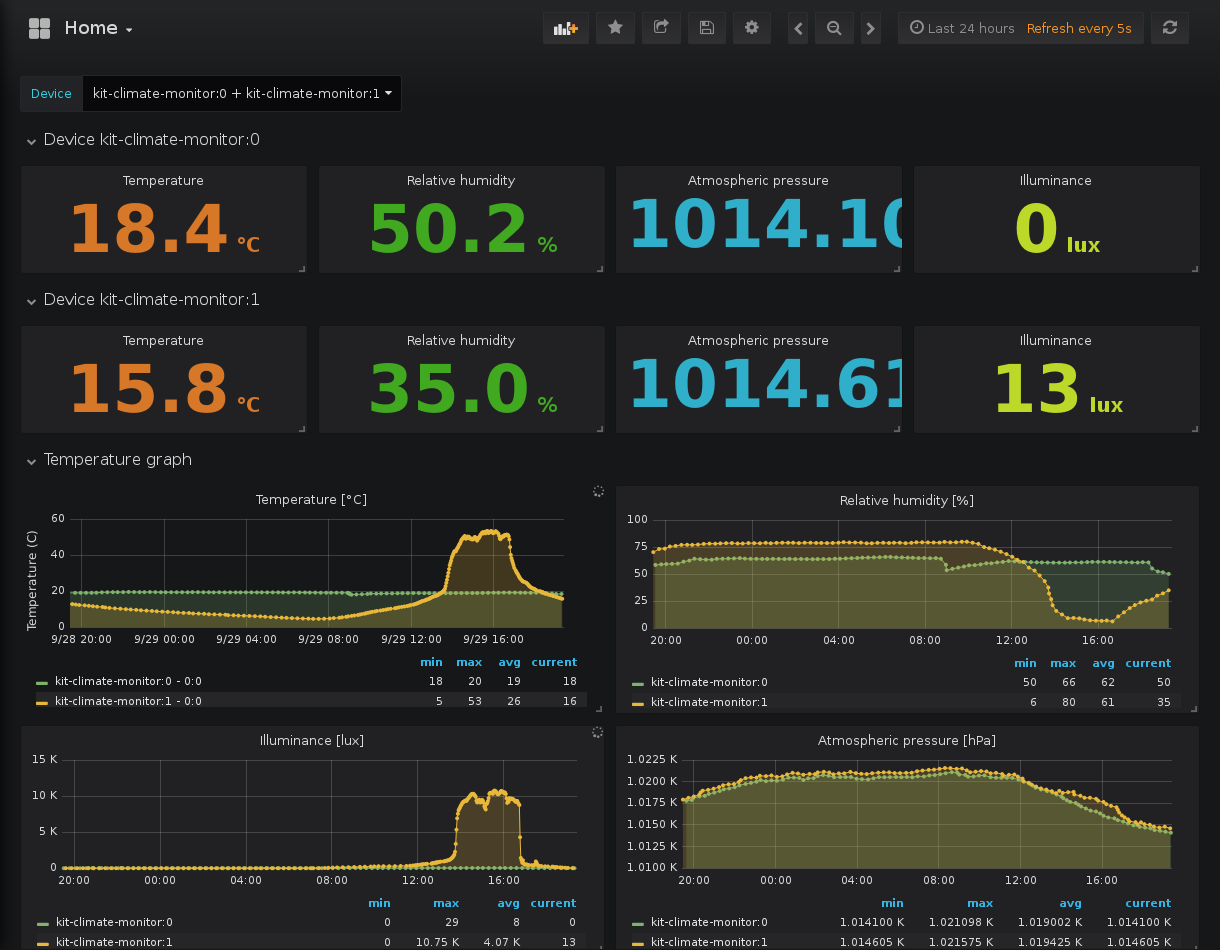 Home
Last 24 hours Refresh every 5s
Device kit-climate-monitor:0 + kit-climate-monitor:1
Device kit-climate-monitor:0
Temperature Relative humidity Atmospheric pressure Illuminance
18.4 °C 50.2 % 1014.10 0 lux
Device kit-climate-monitor:1
Temperature Relative humidity Atmospheric pressure Illuminance
15.8 °C 35.0 % 1014.61 13 lux
Temperature graph
Temperature [°C]
Temperature (C)
60
40
20
0
9/28 20:00 9/29 00:00 9/29 04:00 9/29 08:00 9/29 12:00 9/29 16:00
min max avg current
kit-climate-monitor:0 - 0:0 18 20 19 18
kit-climate-monitor:1 - 0:0 5 53 26 16
Relative humidity [%]
100
75
50
25
0
20:00 00:00 04:00 08:00 12:00 16:00
min max avg current
kit-climate-monitor:0 50 66 62 50
kit-climate-monitor:1 6 80 61 35
Illuminance [lux]
15 K
10 K
5 K
0
20:00 00:00 04:00 08:00 12:00 16:00
min max avg current
kit-climate-monitor:0 0 29 8 0
kit-climate-monitor:1 0 10.75 K 4.07 K 13
Atmospheric pressure [hPa]
1.0225 K
1.0200 K
1.0175 K
1.0150 K
1.0125 K
1.0100 K
20:00 00:00 04:00 08:00 12:00 16:00
min max avg current
kit-climate-monitor:0 1.014100 K 1.021098 K 1.019002 K 1.014100 K
kit-climate-monitor:1 1.014605 K 1.021575 K 1.019425 K 1.014605 K